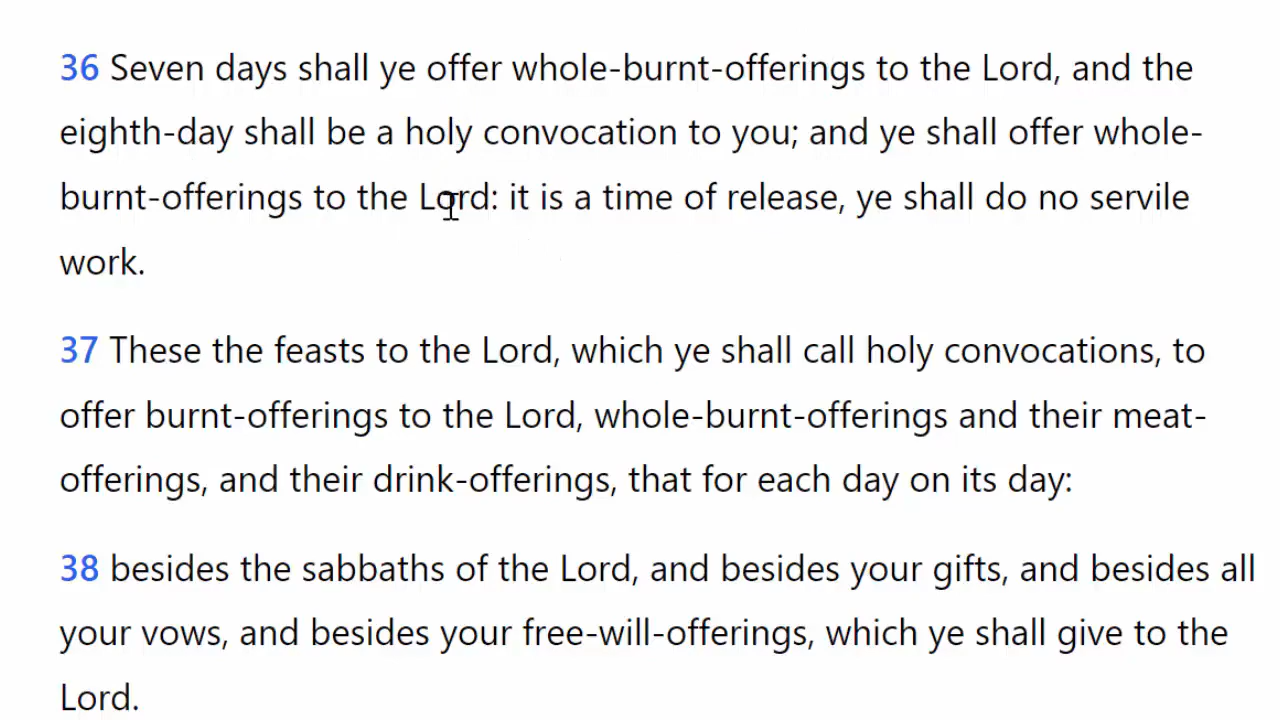 36 Seven days shall ye offer whole-burnt-offerings to the Lord, and the
eighth-day shall be a holy convocation to you; and ye shall offer whole-
burnt-offerings to the Lord: it is a time of release, ye shall do no servile
work.
37 These the feasts to the Lord, which ye shall call holy convocations, to
offer burnt-offerings to the Lord, whole-burnt-offerings and their meat-
offerings, and their drink-offerings, that for each day on its day:
38 besides the sabbaths of the Lord, and besides your gifts, and besides all
your vows, and besides your free-will-offerings, which ye shall give to the
Lord.